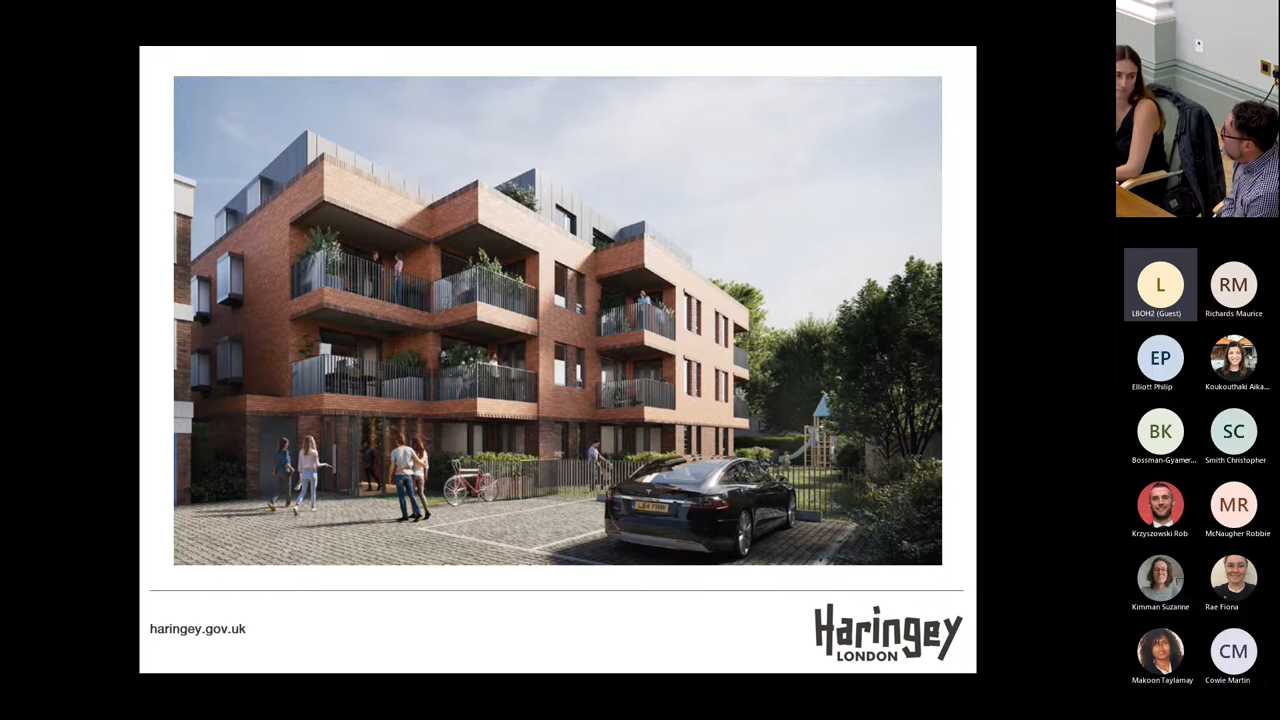 haringey.gov.uk
Haringey
LONDON
L
LBOH2 (Guest)
RM
Richards Maurice
EP
Elliott Philip
Koukouthaki Aika...
BK
Bossman-Gyamer...
SC
Smith Christopher
Krzyszowski Rob
MR
McNaugher Robbie
Kimman Suzanne
Rae Fiona
Makoon Taylamay
CM
Cowie Martin